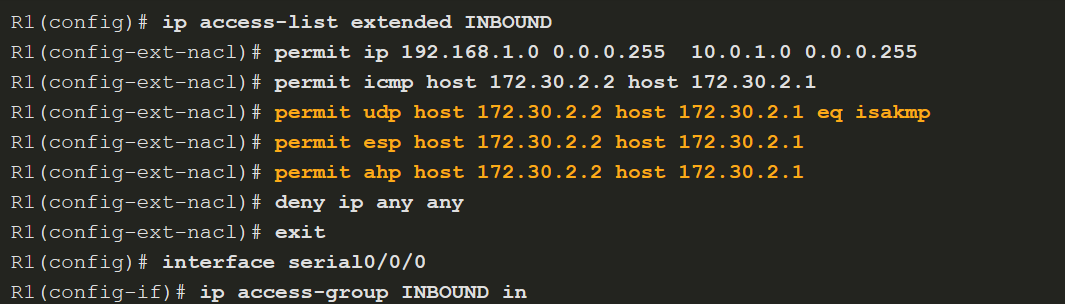 R1(config)# ip access-list extended INBOUND
R1(config-ext-nacl)# permit ip 192.168.1.0 0.0.0.255  10.0.1.0 0.0.0.255
R1(config-ext-nacl)# permit icmp host 172.30.2.2 host 172.30.2.1
R1(config-ext-nacl)# permit udp host 172.30.2.2 host 172.30.2.1 eq isakmp
R1(config-ext-nacl)# permit esp host 172.30.2.2 host 172.30.2.1
R1(config-ext-nacl)# permit ahp host 172.30.2.2 host 172.30.2.1
R1(config-ext-nacl)# deny ip any any
R1(config-ext-nacl)# exit
R1(config)# interface serial0/0/0
R1(config-if)# ip access-group INBOUND in